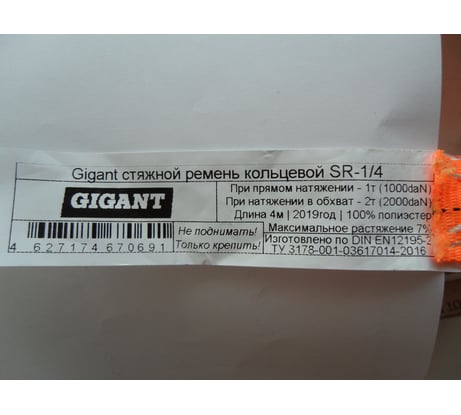 Gigant стяжной ремень кольцевой SR-1/4
GIGANT
При прямом натяжении - 1т (1000daN)
При натяжении в обхват - 2т (2000daN)
Длина 4м | 2019год | 100% полиэстер
4 627174 670691
Не поднимать!
Только крепить!
Максимальное растяжение 7%
Изготовлено по DIN EN12195-2
ТУ 3178-001-03617014-2016